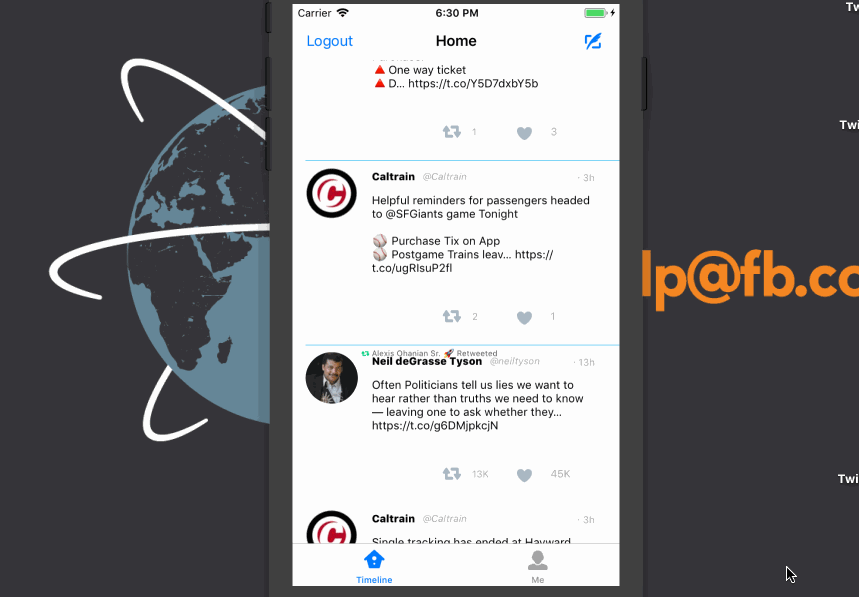 Carrier 6:30 PM
Logout Home
▲ One way ticket
▲ D... https://t.co/Y5D7dxbY5b
1 3
Caltrain @Caltrain · 3h
Helpful reminders for passengers headed
to @SFGiants game Tonight
⚾ Purchase Tix on App
⚾ Postgame Trains leav... https://
t.co/ugRIsuP2fl
2 1
Alexis Ohanian Sr. 🚀 Retweeted
Neil deGrasse Tyson @neiltyson · 13h
Often Politicians tell us lies we want to
hear rather than truths we need to know
— leaving one to ask whether they...
https://t.co/g6DMjpkcjN
13K 45K
Caltrain @Caltrain · 3h
Single tracking has ended at Hayward
Timeline Me
lp@fb.co
Tw
Twi
Twi